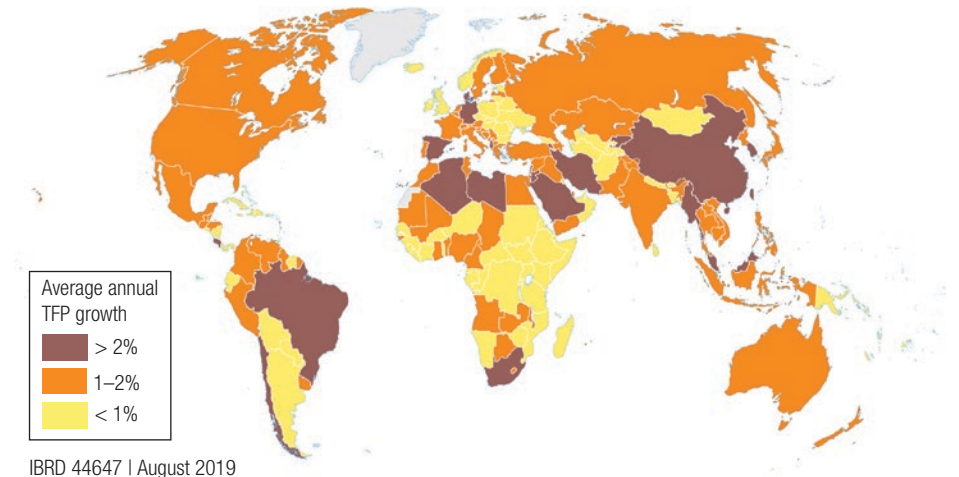 Average annual
TFP growth
> 2%
1–2%
< 1%
IBRD 44647 | August 2019